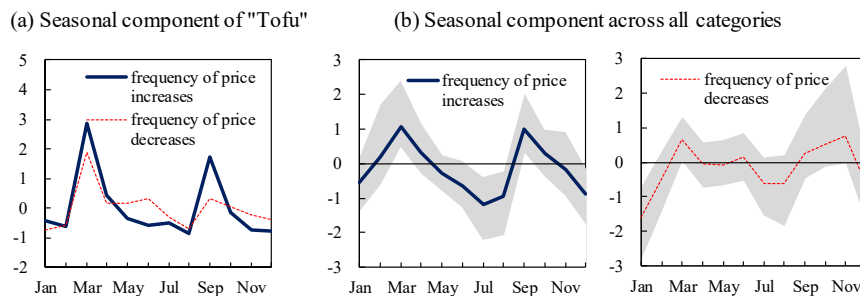 (a) Seasonal component of "Tofu"
(b) Seasonal component across all categories
5
4
3
2
1
0
-1
-2
frequency of price
increases
frequency of price
decreases
Jan Mar May Jul Sep Nov
3
2
1
0
-1
-2
-3
frequency of price
increases
Jan Mar May Jul Sep Nov
3
2
1
0
-1
-2
-3
frequency of price
decreases
Jan Mar May Jul Sep Nov